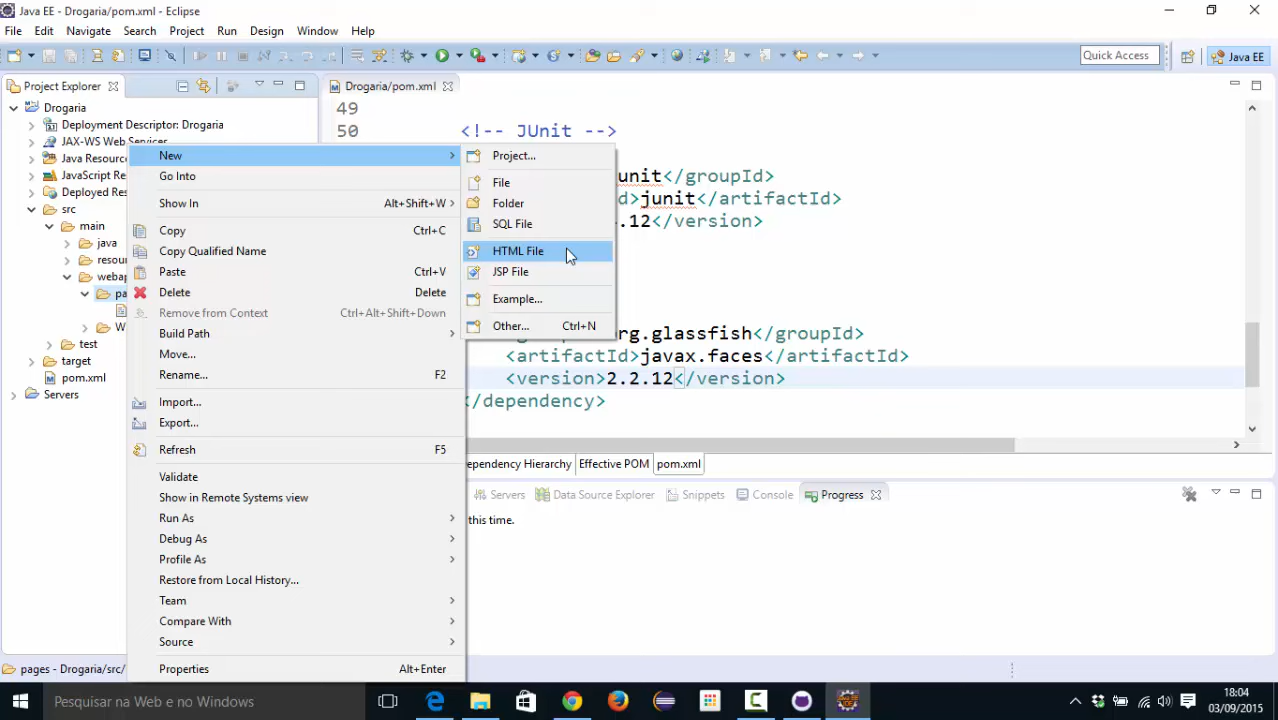 Java EE - Drogaria/pom.xml - Eclipse
File Edit Navigate Search Project Run Design Window Help
Quick Access
Java EE
Project Explorer
Drogaria/pom.xml
Drogaria
Deployment Descriptor: Drogaria
JAX-WS Web Services
Java Resourc
JavaScript Re
Deployed Res
src
main
java
resour
webap
pa
W
test
target
pom.xml
Servers
New
Go Into
Show In Alt+Shift+W
Copy Ctrl+C
Copy Qualified Name
Paste Ctrl+V
Delete Delete
Remove from Context Ctrl+Alt+Shift+Down
Build Path
Move...
Rename... F2
Import...
Export...
Refresh F5
Validate
Show in Remote Systems view
Run As
Debug As
Profile As
Restore from Local History...
Team
Compare With
Source
Properties Alt+Enter
Project...
File
Folder
SQL File
HTML File
JSP File
Example...
Other... Ctrl+N
49
50 <!-- JUnit -->
unit</groupId>
d>junit</artifactId>
.12</version>
rg.glassfish</groupId>
<artifactId>javax.faces</artifactId>
<version>2.2.12</version>
</dependency>
ependency Hierarchy Effective POM pom.xml
Servers Data Source Explorer Snippets Console Progress
this time.
pages - Drogaria/src/
Pesquisar na Web e no Windows
18:04
03/09/2015